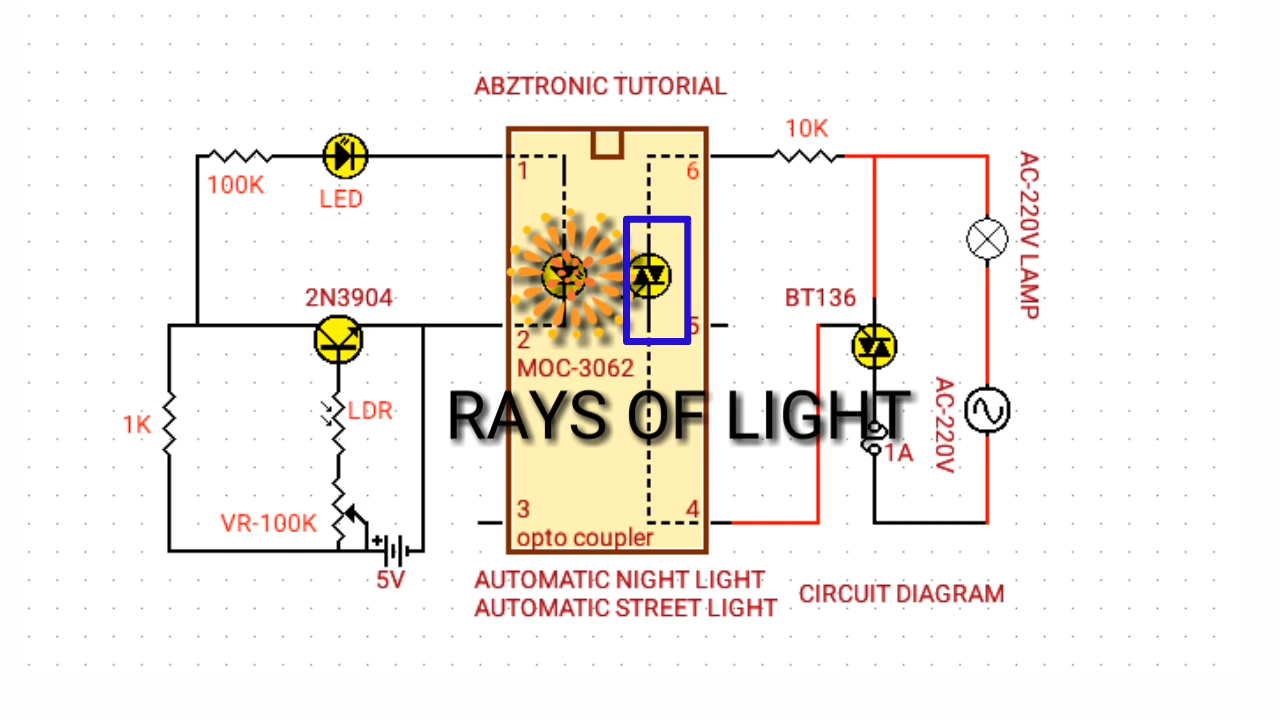 ABZTRONIC TUTORIAL
10K
1
6
100K
LED
AC-220V LAMP
2N3904
BT136
2
5
MOC-3062
RAYS OF LIGHT
1K
LDR
AC-220V
1A
3
4
VR-100K
opto coupler
+
5V
AUTOMATIC NIGHT LIGHT
AUTOMATIC STREET LIGHT
CIRCUIT DIAGRAM